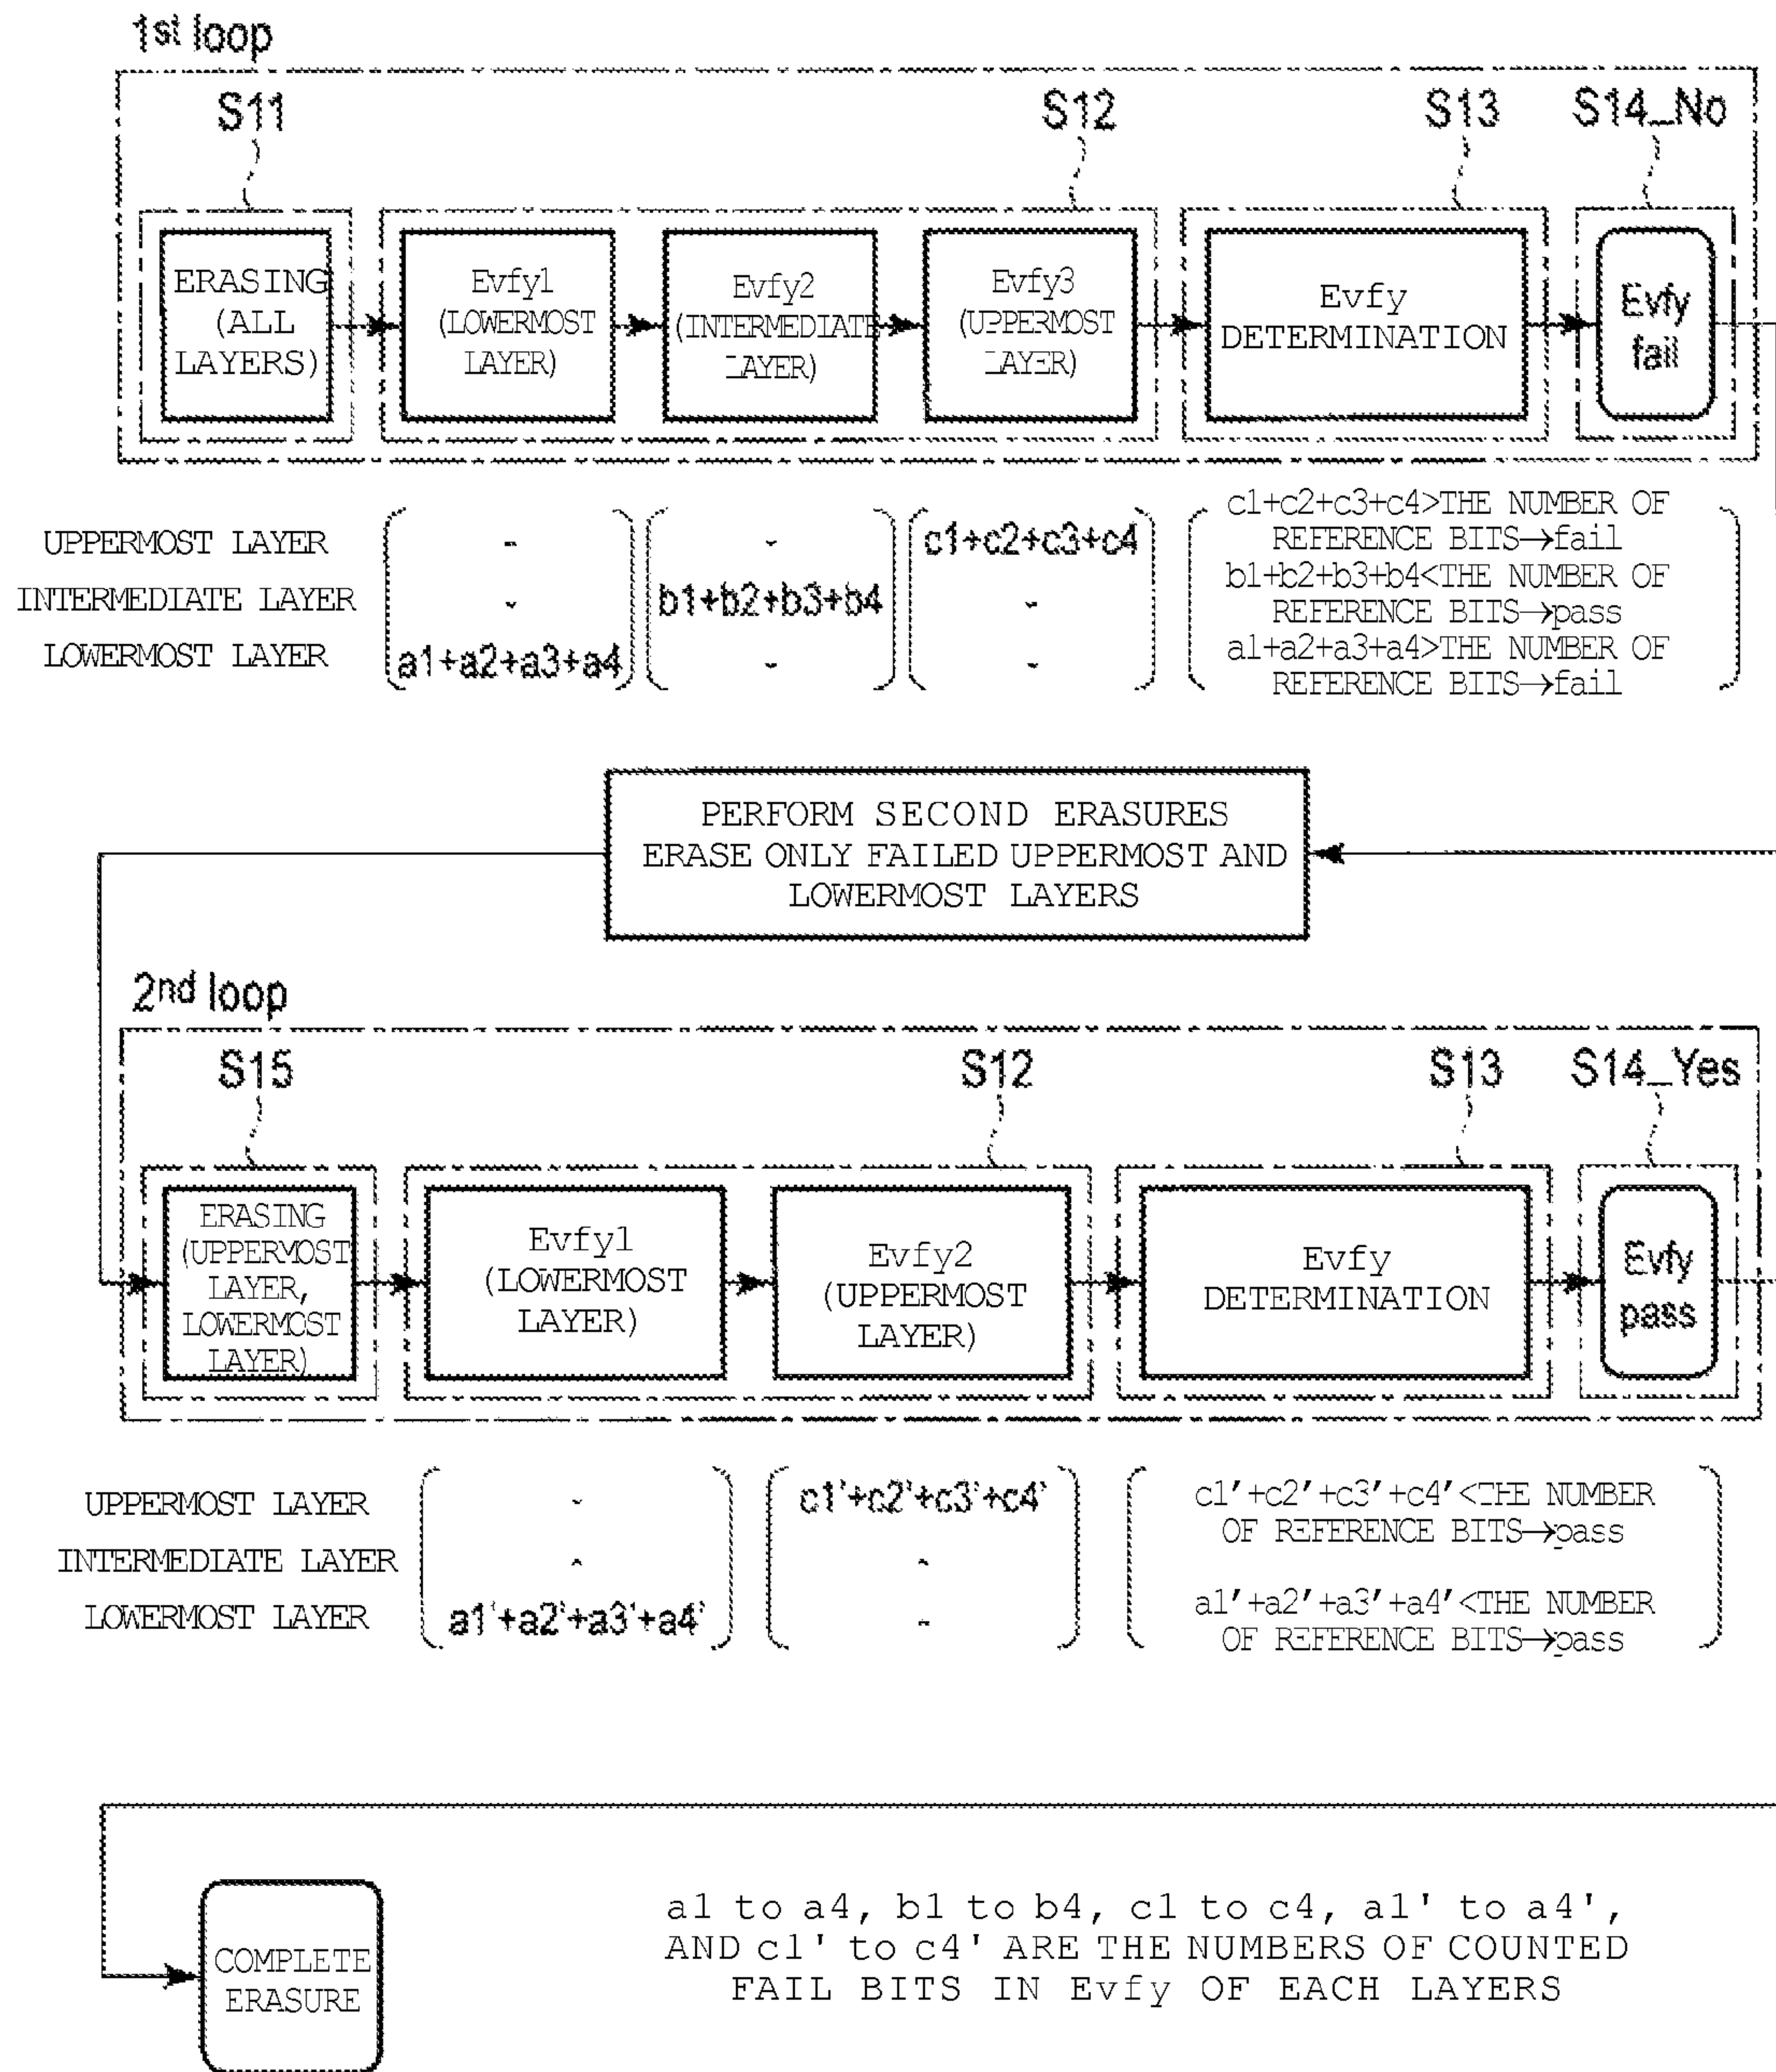 1st loop
S11
S12
S13
S14_No
ERASING
(ALL
LAYERS)
Evfy1
(LOWERMOST
LAYER)
Evfy2
(INTERMEDIATE
LAYER)
Evfy3
(UPPERMOST
LAYER)
Evfy
DETERMINATION
Evfy
fail
UPPERMOST LAYER
INTERMEDIATE LAYER
LOWERMOST LAYER
-
-
a1+a2+a3+a4
-
b1+b2+b3+b4
-
c1+c2+c3+c4
-
-
c1+c2+c3+c4>THE NUMBER OF
REFERENCE BITS→fail
b1+b2+b3+b4<THE NUMBER OF
REFERENCE BITS→pass
a1+a2+a3+a4>THE NUMBER OF
REFERENCE BITS→fail
PERFORM SECOND ERASURES
ERASE ONLY FAILED UPPERMOST AND
LOWERMOST LAYERS
2nd loop
S15
S12
S13
S14_Yes
ERASING
(UPPERMOST
LAYER,
LOWERMOST
LAYER)
Evfy1
(LOWERMOST
LAYER)
Evfy2
(UPPERMOST
LAYER)
Evfy
DETERMINATION
Evfy
pass
UPPERMOST LAYER
INTERMEDIATE LAYER
LOWERMOST LAYER
-
-
a1'+a2'+a3'+a4'
c1'+c2'+c3'+c4'
-
-
c1'+c2'+c3'+c4'<THE NUMBER
OF REFERENCE BITS→pass
a1'+a2'+a3'+a4'<THE NUMBER
OF REFERENCE BITS→pass
COMPLETE
ERASURE
a1 to a4, b1 to b4, c1 to c4, a1' to a4',
AND c1' to c4' ARE THE NUMBERS OF COUNTED
FAIL BITS IN Evfy OF EACH LAYERS